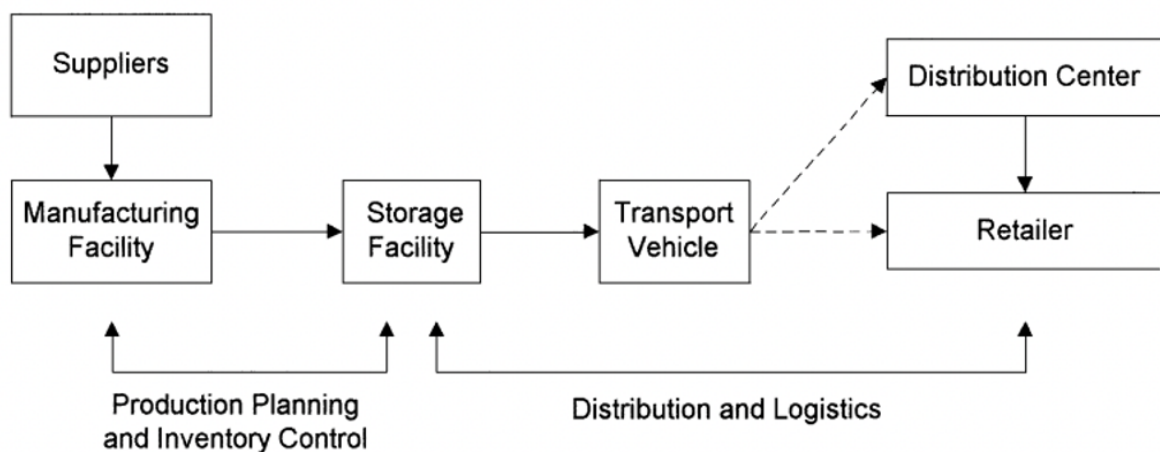 Suppliers
Distribution Center
Manufacturing
Facility
Storage
Facility
Transport
Vehicle
Retailer
Production Planning
and Inventory Control
Distribution and Logistics